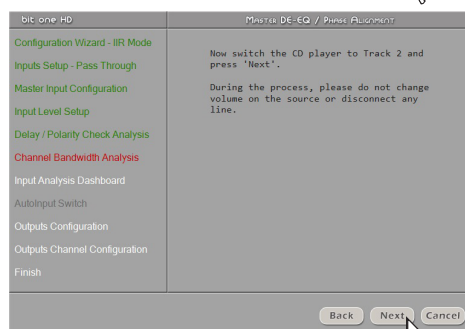 bit one HD
Master DE-EQ / Phase Alignment
Configuration Wizard - IIR Mode
Inputs Setup - Pass Through
Master Input Configuration
Input Level Setup
Delay / Polarity Check Analysis
Channel Bandwidth Analysis
Input Analysis Dashboard
AutoInput Switch
Outputs Configuration
Outputs Channel Configuration
Finish
Now switch the CD player to Track 2 and
press 'Next'.
During the process, please do not change
volume on the source or disconnect any
line.
Back Next Cancel